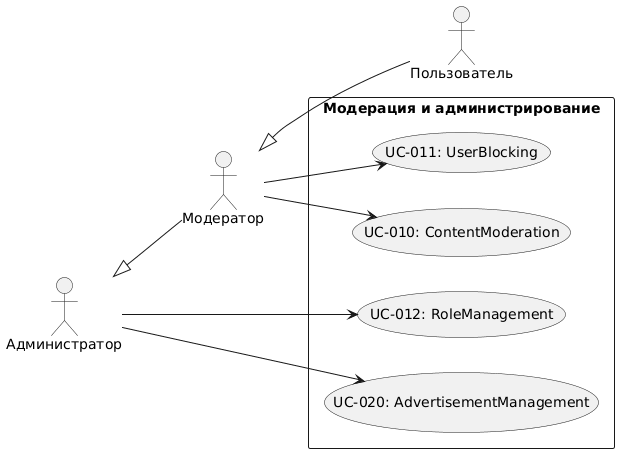 Пользователь
Модерация и администрирование
UC-011: UserBlocking
Модератор
UC-010: ContentModeration
UC-012: RoleManagement
Администратор
UC-020: AdvertisementManagement